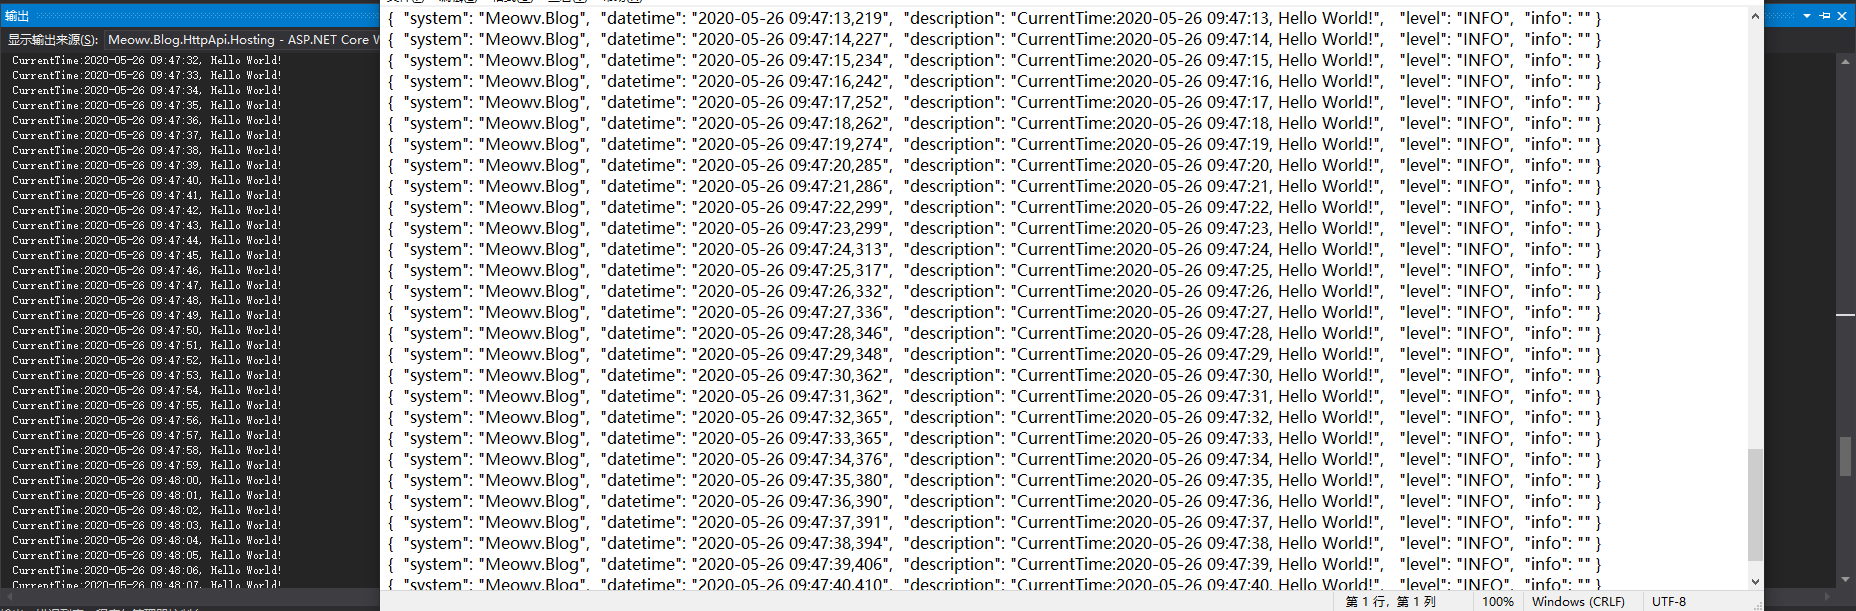 输出
显示输出来源(S): Meowv.Blog.HttpApi.Hosting - ASP.NET Core W
CurrentTime:2020-05-26 09:47:32, Hello World!
CurrentTime:2020-05-26 09:47:33, Hello World!
CurrentTime:2020-05-26 09:47:34, Hello World!
CurrentTime:2020-05-26 09:47:35, Hello World!
CurrentTime:2020-05-26 09:47:36, Hello World!
CurrentTime:2020-05-26 09:47:37, Hello World!
CurrentTime:2020-05-26 09:47:38, Hello World!
CurrentTime:2020-05-26 09:47:39, Hello World!
CurrentTime:2020-05-26 09:47:40, Hello World!
CurrentTime:2020-05-26 09:47:41, Hello World!
CurrentTime:2020-05-26 09:47:42, Hello World!
CurrentTime:2020-05-26 09:47:43, Hello World!
CurrentTime:2020-05-26 09:47:44, Hello World!
CurrentTime:2020-05-26 09:47:45, Hello World!
CurrentTime:2020-05-26 09:47:46, Hello World!
CurrentTime:2020-05-26 09:47:47, Hello World!
CurrentTime:2020-05-26 09:47:48, Hello World!
CurrentTime:2020-05-26 09:47:49, Hello World!
CurrentTime:2020-05-26 09:47:50, Hello World!
CurrentTime:2020-05-26 09:47:51, Hello World!
CurrentTime:2020-05-26 09:47:52, Hello World!
CurrentTime:2020-05-26 09:47:53, Hello World!
CurrentTime:2020-05-26 09:47:54, Hello World!
CurrentTime:2020-05-26 09:47:55, Hello World!
CurrentTime:2020-05-26 09:47:56, Hello World!
CurrentTime:2020-05-26 09:47:57, Hello World!
CurrentTime:2020-05-26 09:47:58, Hello World!
CurrentTime:2020-05-26 09:47:59, Hello World!
CurrentTime:2020-05-26 09:48:00, Hello World!
CurrentTime:2020-05-26 09:48:01, Hello World!
CurrentTime:2020-05-26 09:48:02, Hello World!
CurrentTime:2020-05-26 09:48:03, Hello World!
CurrentTime:2020-05-26 09:48:04, Hello World!
CurrentTime:2020-05-26 09:48:05, Hello World!
CurrentTime:2020-05-26 09:48:06, Hello World!
CurrentTime:2020-05-26 09:48:07, Hello World!
{ "system": "Meowv.Blog", "datetime": "2020-05-26 09:47:13,219", "description": "CurrentTime:2020-05-26 09:47:13, Hello World!", "level": "INFO", "info": "" }
{ "system": "Meowv.Blog", "datetime": "2020-05-26 09:47:14,227", "description": "CurrentTime:2020-05-26 09:47:14, Hello World!", "level": "INFO", "info": "" }
{ "system": "Meowv.Blog", "datetime": "2020-05-26 09:47:15,234", "description": "CurrentTime:2020-05-26 09:47:15, Hello World!", "level": "INFO", "info": "" }
{ "system": "Meowv.Blog", "datetime": "2020-05-26 09:47:16,242", "description": "CurrentTime:2020-05-26 09:47:16, Hello World!", "level": "INFO", "info": "" }
{ "system": "Meowv.Blog", "datetime": "2020-05-26 09:47:17,252", "description": "CurrentTime:2020-05-26 09:47:17, Hello World!", "level": "INFO", "info": "" }
{ "system": "Meowv.Blog", "datetime": "2020-05-26 09:47:18,262", "description": "CurrentTime:2020-05-26 09:47:18, Hello World!", "level": "INFO", "info": "" }
{ "system": "Meowv.Blog", "datetime": "2020-05-26 09:47:19,274", "description": "CurrentTime:2020-05-26 09:47:19, Hello World!", "level": "INFO", "info": "" }
{ "system": "Meowv.Blog", "datetime": "2020-05-26 09:47:20,285", "description": "CurrentTime:2020-05-26 09:47:20, Hello World!", "level": "INFO", "info": "" }
{ "system": "Meowv.Blog", "datetime": "2020-05-26 09:47:21,286", "description": "CurrentTime:2020-05-26 09:47:21, Hello World!", "level": "INFO", "info": "" }
{ "system": "Meowv.Blog", "datetime": "2020-05-26 09:47:22,299", "description": "CurrentTime:2020-05-26 09:47:22, Hello World!", "level": "INFO", "info": "" }
{ "system": "Meowv.Blog", "datetime": "2020-05-26 09:47:23,299", "description": "CurrentTime:2020-05-26 09:47:23, Hello World!", "level": "INFO", "info": "" }
{ "system": "Meowv.Blog", "datetime": "2020-05-26 09:47:24,313", "description": "CurrentTime:2020-05-26 09:47:24, Hello World!", "level": "INFO", "info": "" }
{ "system": "Meowv.Blog", "datetime": "2020-05-26 09:47:25,317", "description": "CurrentTime:2020-05-26 09:47:25, Hello World!", "level": "INFO", "info": "" }
{ "system": "Meowv.Blog", "datetime": "2020-05-26 09:47:26,332", "description": "CurrentTime:2020-05-26 09:47:26, Hello World!", "level": "INFO", "info": "" }
{ "system": "Meowv.Blog", "datetime": "2020-05-26 09:47:27,336", "description": "CurrentTime:2020-05-26 09:47:27, Hello World!", "level": "INFO", "info": "" }
{ "system": "Meowv.Blog", "datetime": "2020-05-26 09:47:28,346", "description": "CurrentTime:2020-05-26 09:47:28, Hello World!", "level": "INFO", "info": "" }
{ "system": "Meowv.Blog", "datetime": "2020-05-26 09:47:29,348", "description": "CurrentTime:2020-05-26 09:47:29, Hello World!", "level": "INFO", "info": "" }
{ "system": "Meowv.Blog", "datetime": "2020-05-26 09:47:30,362", "description": "CurrentTime:2020-05-26 09:47:30, Hello World!", "level": "INFO", "info": "" }
{ "system": "Meowv.Blog", "datetime": "2020-05-26 09:47:31,362", "description": "CurrentTime:2020-05-26 09:47:31, Hello World!", "level": "INFO", "info": "" }
{ "system": "Meowv.Blog", "datetime": "2020-05-26 09:47:32,365", "description": "CurrentTime:2020-05-26 09:47:32, Hello World!", "level": "INFO", "info": "" }
{ "system": "Meowv.Blog", "datetime": "2020-05-26 09:47:33,365", "description": "CurrentTime:2020-05-26 09:47:33, Hello World!", "level": "INFO", "info": "" }
{ "system": "Meowv.Blog", "datetime": "2020-05-26 09:47:34,376", "description": "CurrentTime:2020-05-26 09:47:34, Hello World!", "level": "INFO", "info": "" }
{ "system": "Meowv.Blog", "datetime": "2020-05-26 09:47:35,380", "description": "CurrentTime:2020-05-26 09:47:35, Hello World!", "level": "INFO", "info": "" }
{ "system": "Meowv.Blog", "datetime": "2020-05-26 09:47:36,390", "description": "CurrentTime:2020-05-26 09:47:36, Hello World!", "level": "INFO", "info": "" }
{ "system": "Meowv.Blog", "datetime": "2020-05-26 09:47:37,391", "description": "CurrentTime:2020-05-26 09:47:37, Hello World!", "level": "INFO", "info": "" }
{ "system": "Meowv.Blog", "datetime": "2020-05-26 09:47:38,394", "description": "CurrentTime:2020-05-26 09:47:38, Hello World!", "level": "INFO", "info": "" }
{ "system": "Meowv.Blog", "datetime": "2020-05-26 09:47:39,406", "description": "CurrentTime:2020-05-26 09:47:39, Hello World!", "level": "INFO", "info": "" }
{ "system": "Meowv.Blog", "datetime": "2020-05-26 09:47:40,410", "description": "CurrentTime:2020-05-26 09:47:40, Hello World!", "level": "INFO", "info": "" }
第 1 行，第 1 列 100% Windows (CRLF) UTF-8